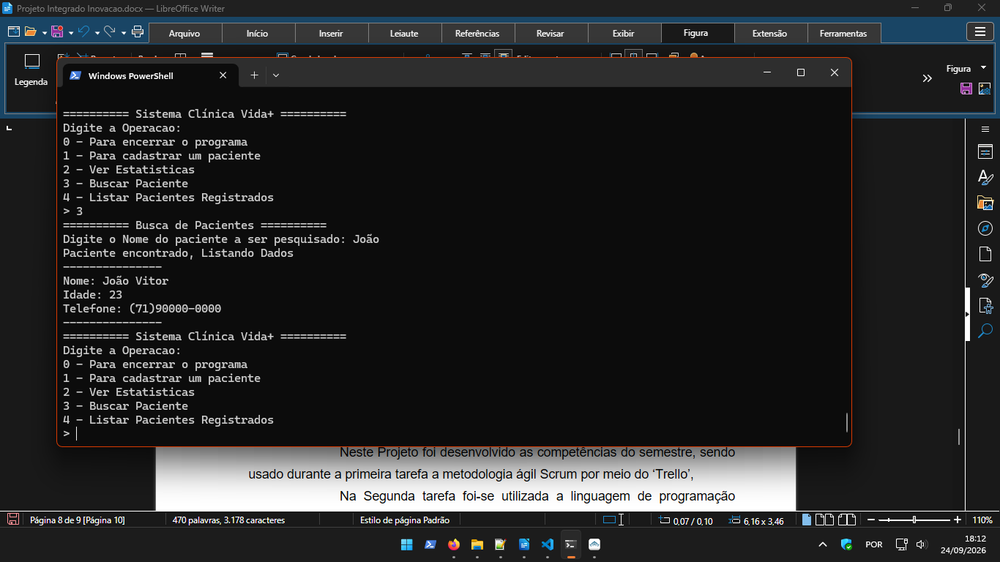 Projeto Integrado Inovacao.docx — LibreOffice Writer
Arquivo
Início
Inserir
Leiaute
Referências
Revisar
Exibir
Figura
Extensão
Ferramentas
Legenda
Figura
Windows PowerShell
========== Sistema Clínica Vida+ ==========
Digite a Operacao:
0 - Para encerrar o programa
1 - Para cadastrar um paciente
2 - Ver Estatisticas
3 - Buscar Paciente
4 - Listar Pacientes Registrados
> 3
========== Busca de Pacientes ==========
Digite o Nome do paciente a ser pesquisado: João
Paciente encontrado, Listando Dados
---------------
Nome: João Vitor
Idade: 23
Telefone: (71)90000-0000
---------------
========== Sistema Clínica Vida+ ==========
Digite a Operacao:
0 - Para encerrar o programa
1 - Para cadastrar um paciente
2 - Ver Estatisticas
3 - Buscar Paciente
4 - Listar Pacientes Registrados
>
Neste Projeto foi desenvolvido as competências do semestre, sendo
usado durante a primeira tarefa a metodologia ágil Scrum por meio do ‘Trello’,
Na Segunda tarefa foi-se utilizada a linguagem de programação
Página 8 de 9 [Página 10]
470 palavras, 3.178 caracteres
Estilo de página Padrão
0,07 / 0,10
6,16 x 3,46
110%
POR
18:12
24/09/2026